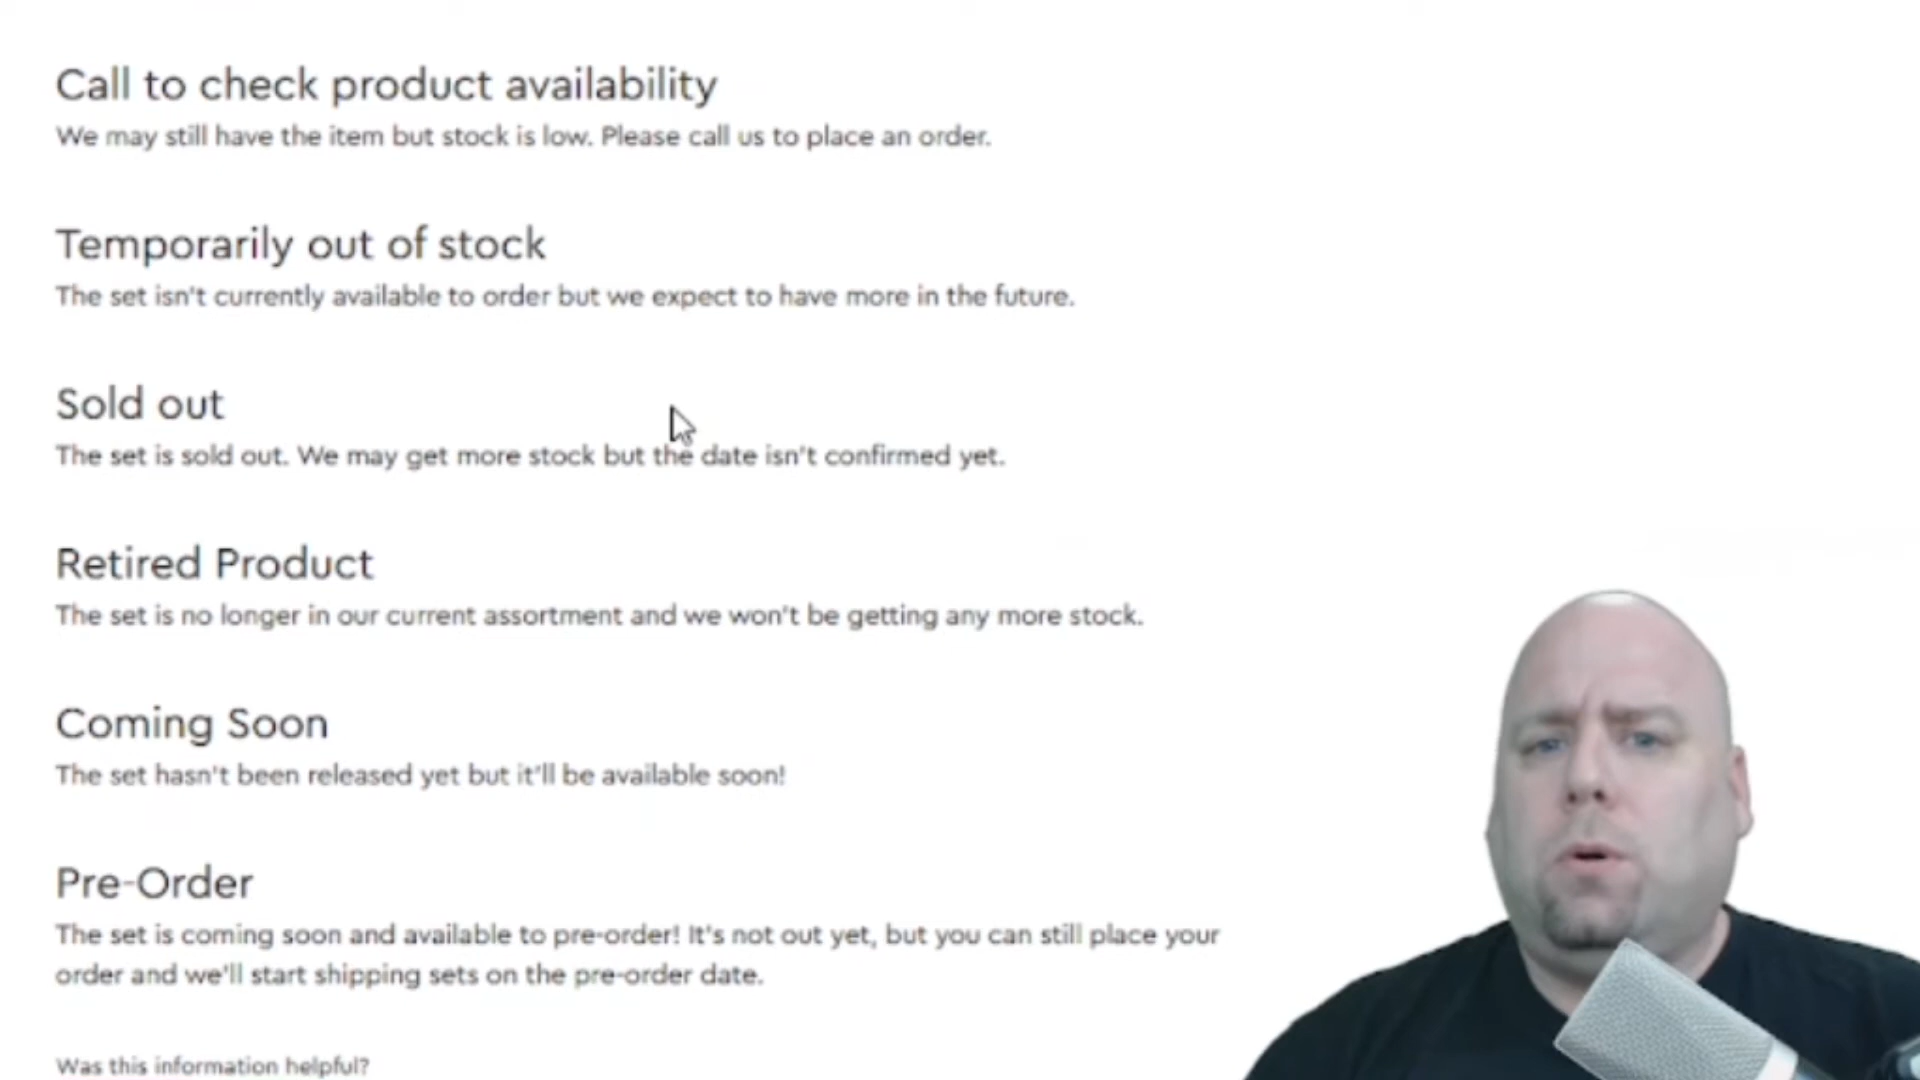 Call to check product availability
We may still have the item but stock is low. Please call us to place an order.
Temporarily out of stock
The set isn't currently available to order but we expect to have more in the future.
Sold out
The set is sold out. We may get more stock but the date isn't confirmed yet.
Retired Product
The set is no longer in our current assortment and we won't be getting any more stock.
Coming Soon
The set hasn't been released yet but it'll be available soon!
Pre-Order
The set is coming soon and available to pre-order! It's not out yet, but you can still place your
order and we'll start shipping sets on the pre-order date.
Was this information helpful?